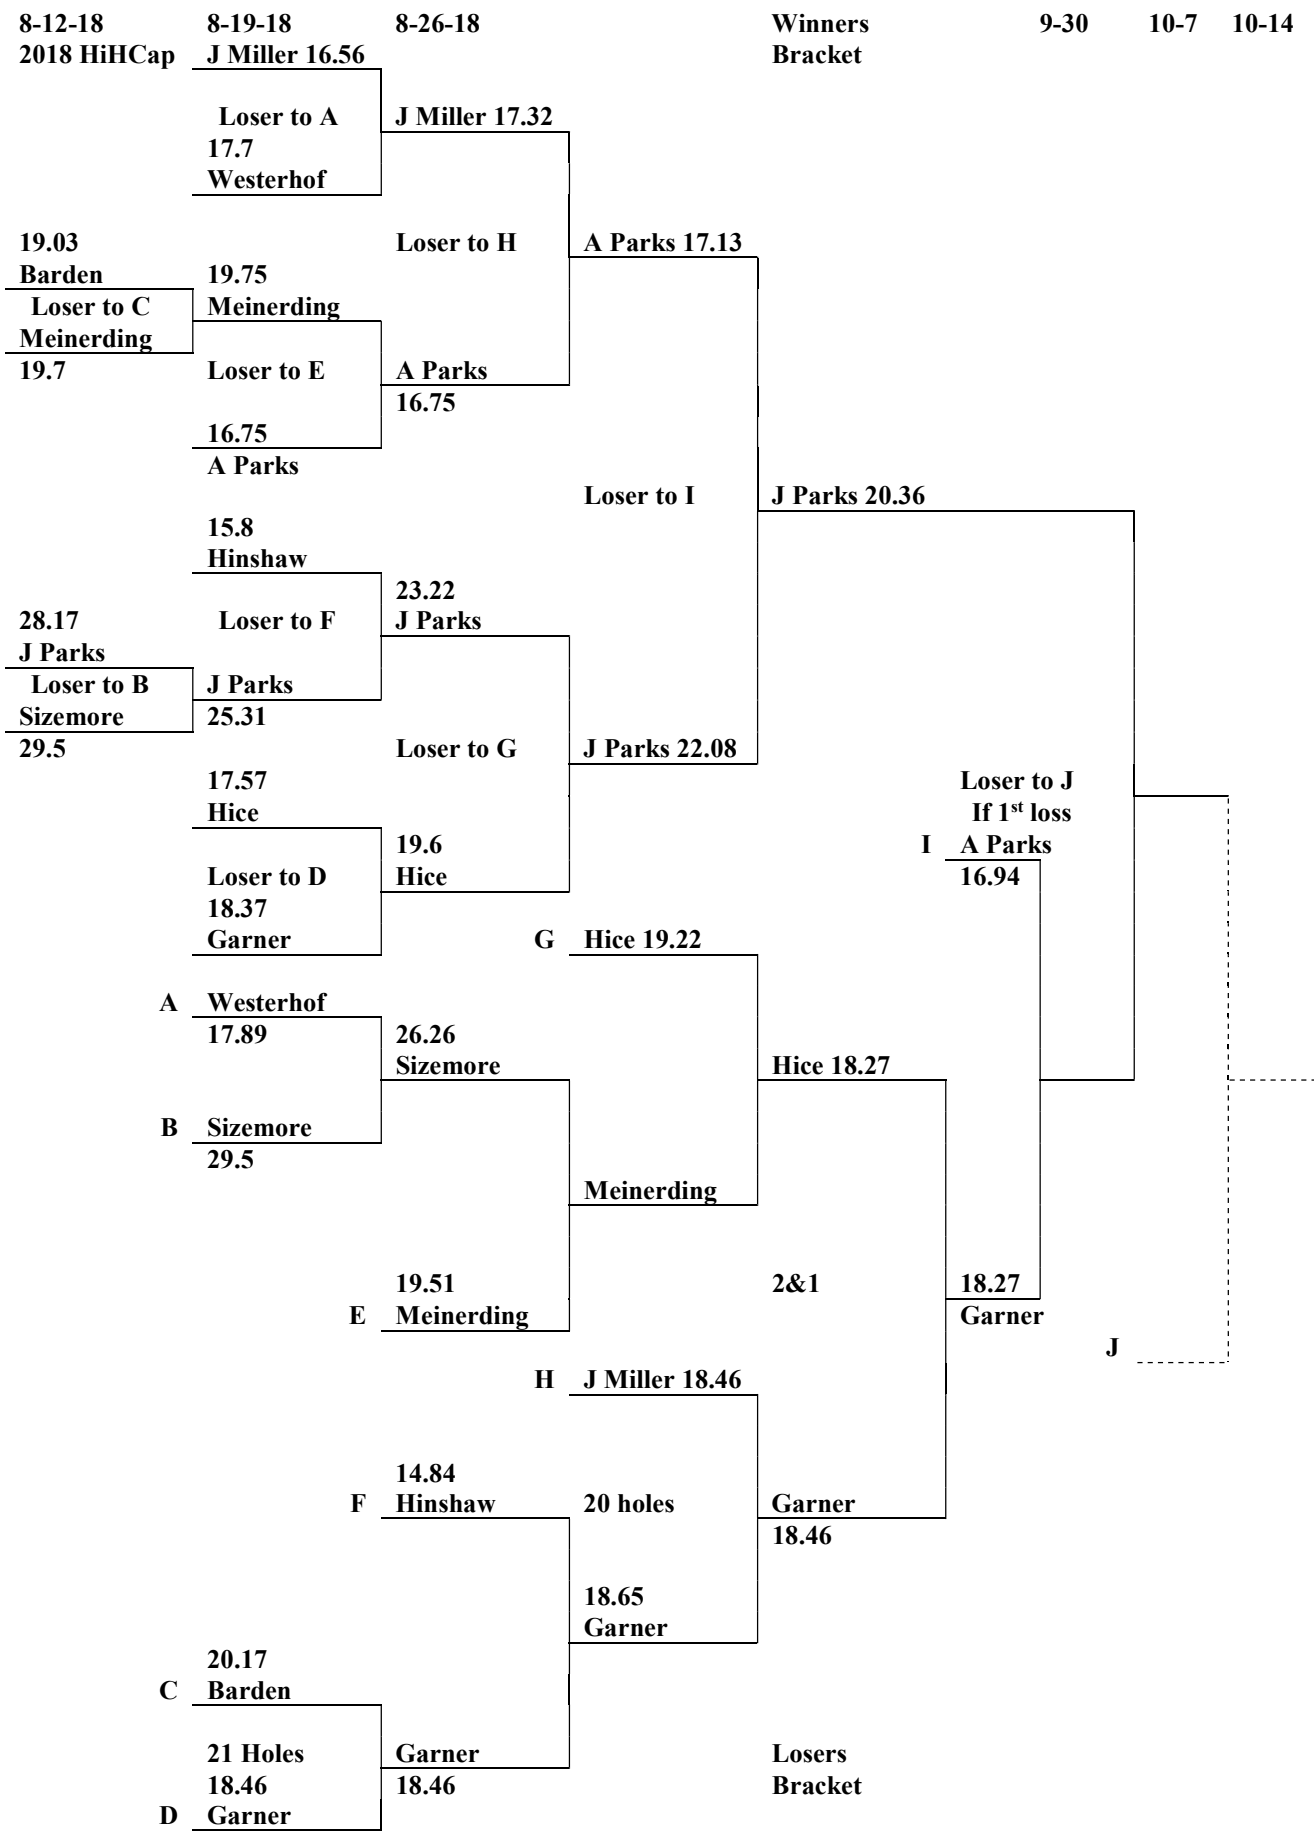 8-12-18 8-19-18 8-26-18 Winners 9-30 10-7 10-14
2018 HiHCap J Miller 16.56 Bracket
Loser to A J Miller 17.32
17.7
Westerhof
19.03 Loser to H A Parks 17.13
Barden 19.75
Loser to C Meinerding
Meinerding
19.7 Loser to E A Parks
16.75
16.75
A Parks
Loser to I J Parks 20.36
15.8
Hinshaw
23.22
28.17 Loser to F J Parks
J Parks
Loser to B J Parks
Sizemore 25.31
29.5 Loser to G J Parks 22.08
17.57 Loser to J
Hice If 1st loss
19.6 I A Parks
Loser to D Hice 16.94
18.37
Garner G Hice 19.22
A Westerhof
17.89 26.26
Sizemore Hice 18.27
B Sizemore
29.5
Meinerding
19.51 2&1 18.27
E Meinerding Garner
J
H J Miller 18.46
14.84
F Hinshaw 20 holes Garner
18.46
18.65
Garner
20.17
C Barden
21 Holes Garner Losers
18.46 18.46 Bracket
D Garner